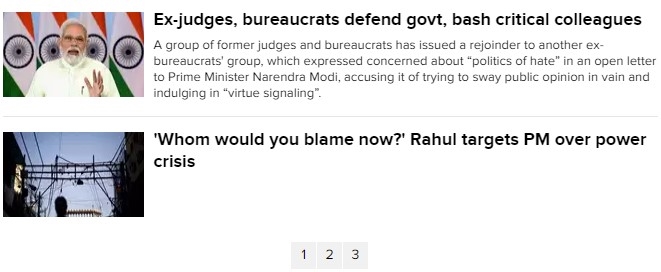 Ex-judges, bureaucrats defend govt, bash critical colleagues
A group of former judges and bureaucrats has issued a rejoinder to another ex-
bureaucrats' group, which expressed concerned about “politics of hate” in an open letter
to Prime Minister Narendra Modi, accusing it of trying to sway public opinion in vain and
indulging in “virtue signaling”.
'Whom would you blame now?' Rahul targets PM over power
crisis
1 2 3